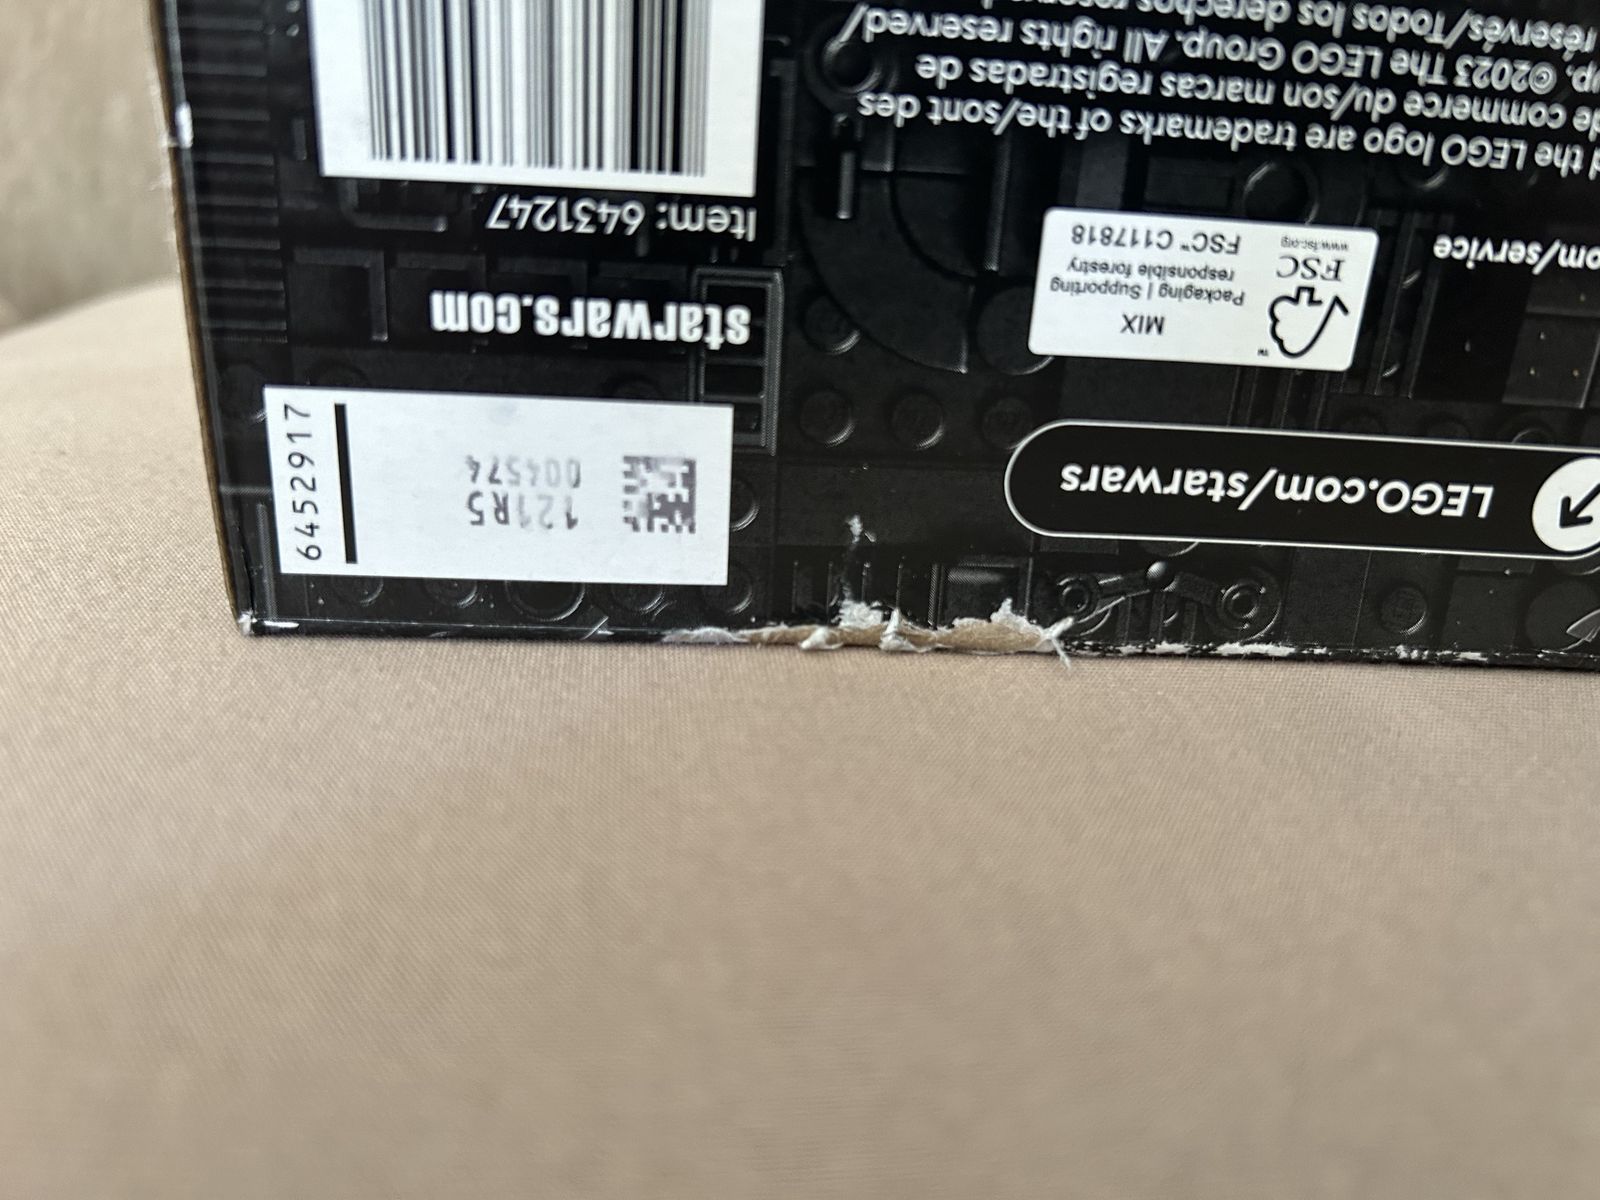 LEGO.com/starwars
om/service
MIX
Packaging | Supporting
responsible forestry
FSC™ C117818
™
FSC
www.fsc.org
d the LEGO logo are trademarks of the/sont des
de commerce du/son marcas registradas de
up. ©2023 The LEGO Group. All rights reserved/
réservés/Todos los derechos
121R5
004574
6452917
starwars.com
Item: 6431247